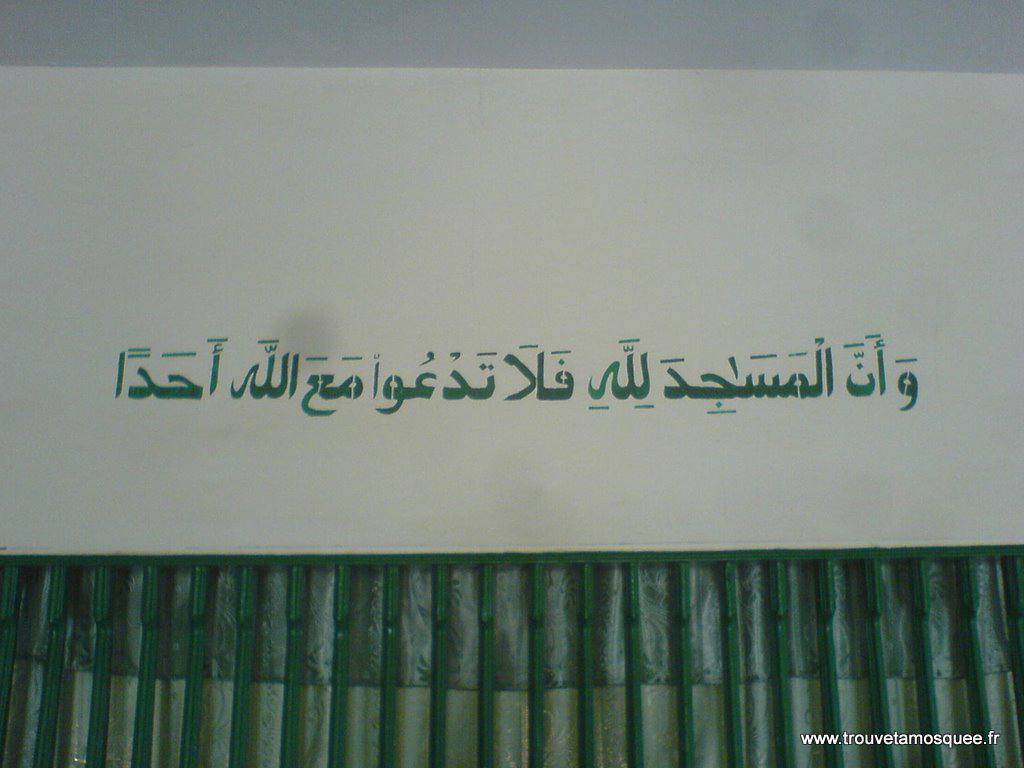 وَأَنَّ الْمَسَٰجِدَ لِلَّهِ فَلَا تَدْعُواْ مَعَ اللَّه أَحَدًا
www.trouvetamosquee.fr